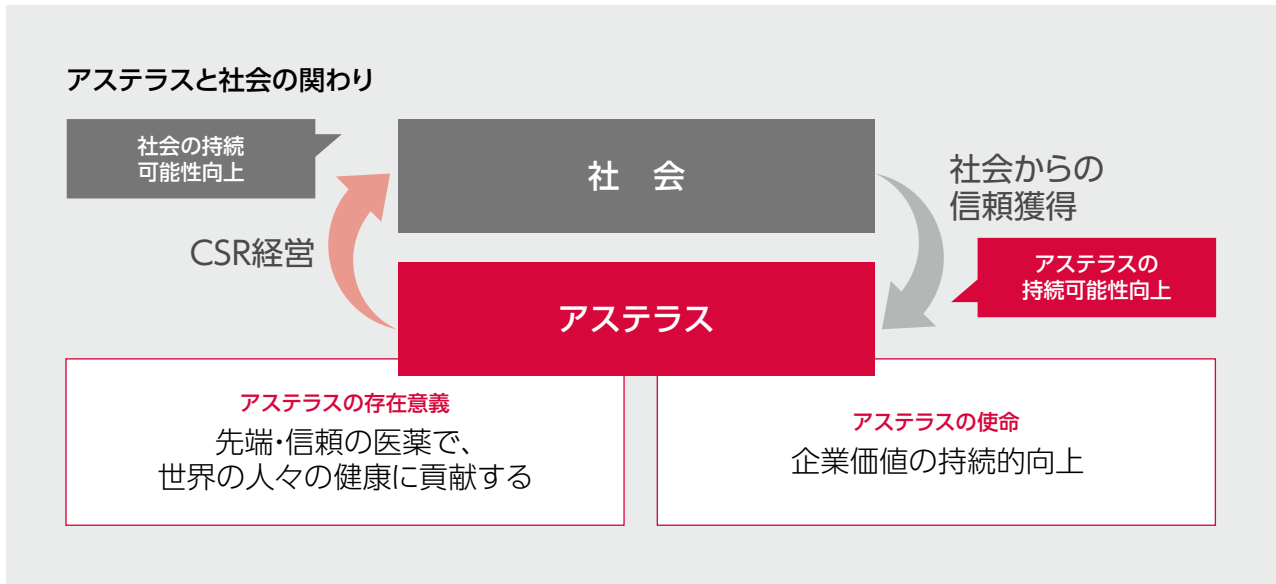 アステラスと社会の関わり
社会の持続
可能性向上
社　会
社会からの
信頼獲得
CSR経営
アステラスの
持続可能性向上
アステラス
アステラスの存在意義
先端・信頼の医薬で、
世界の人々の健康に貢献する
アステラスの使命
企業価値の持続的向上